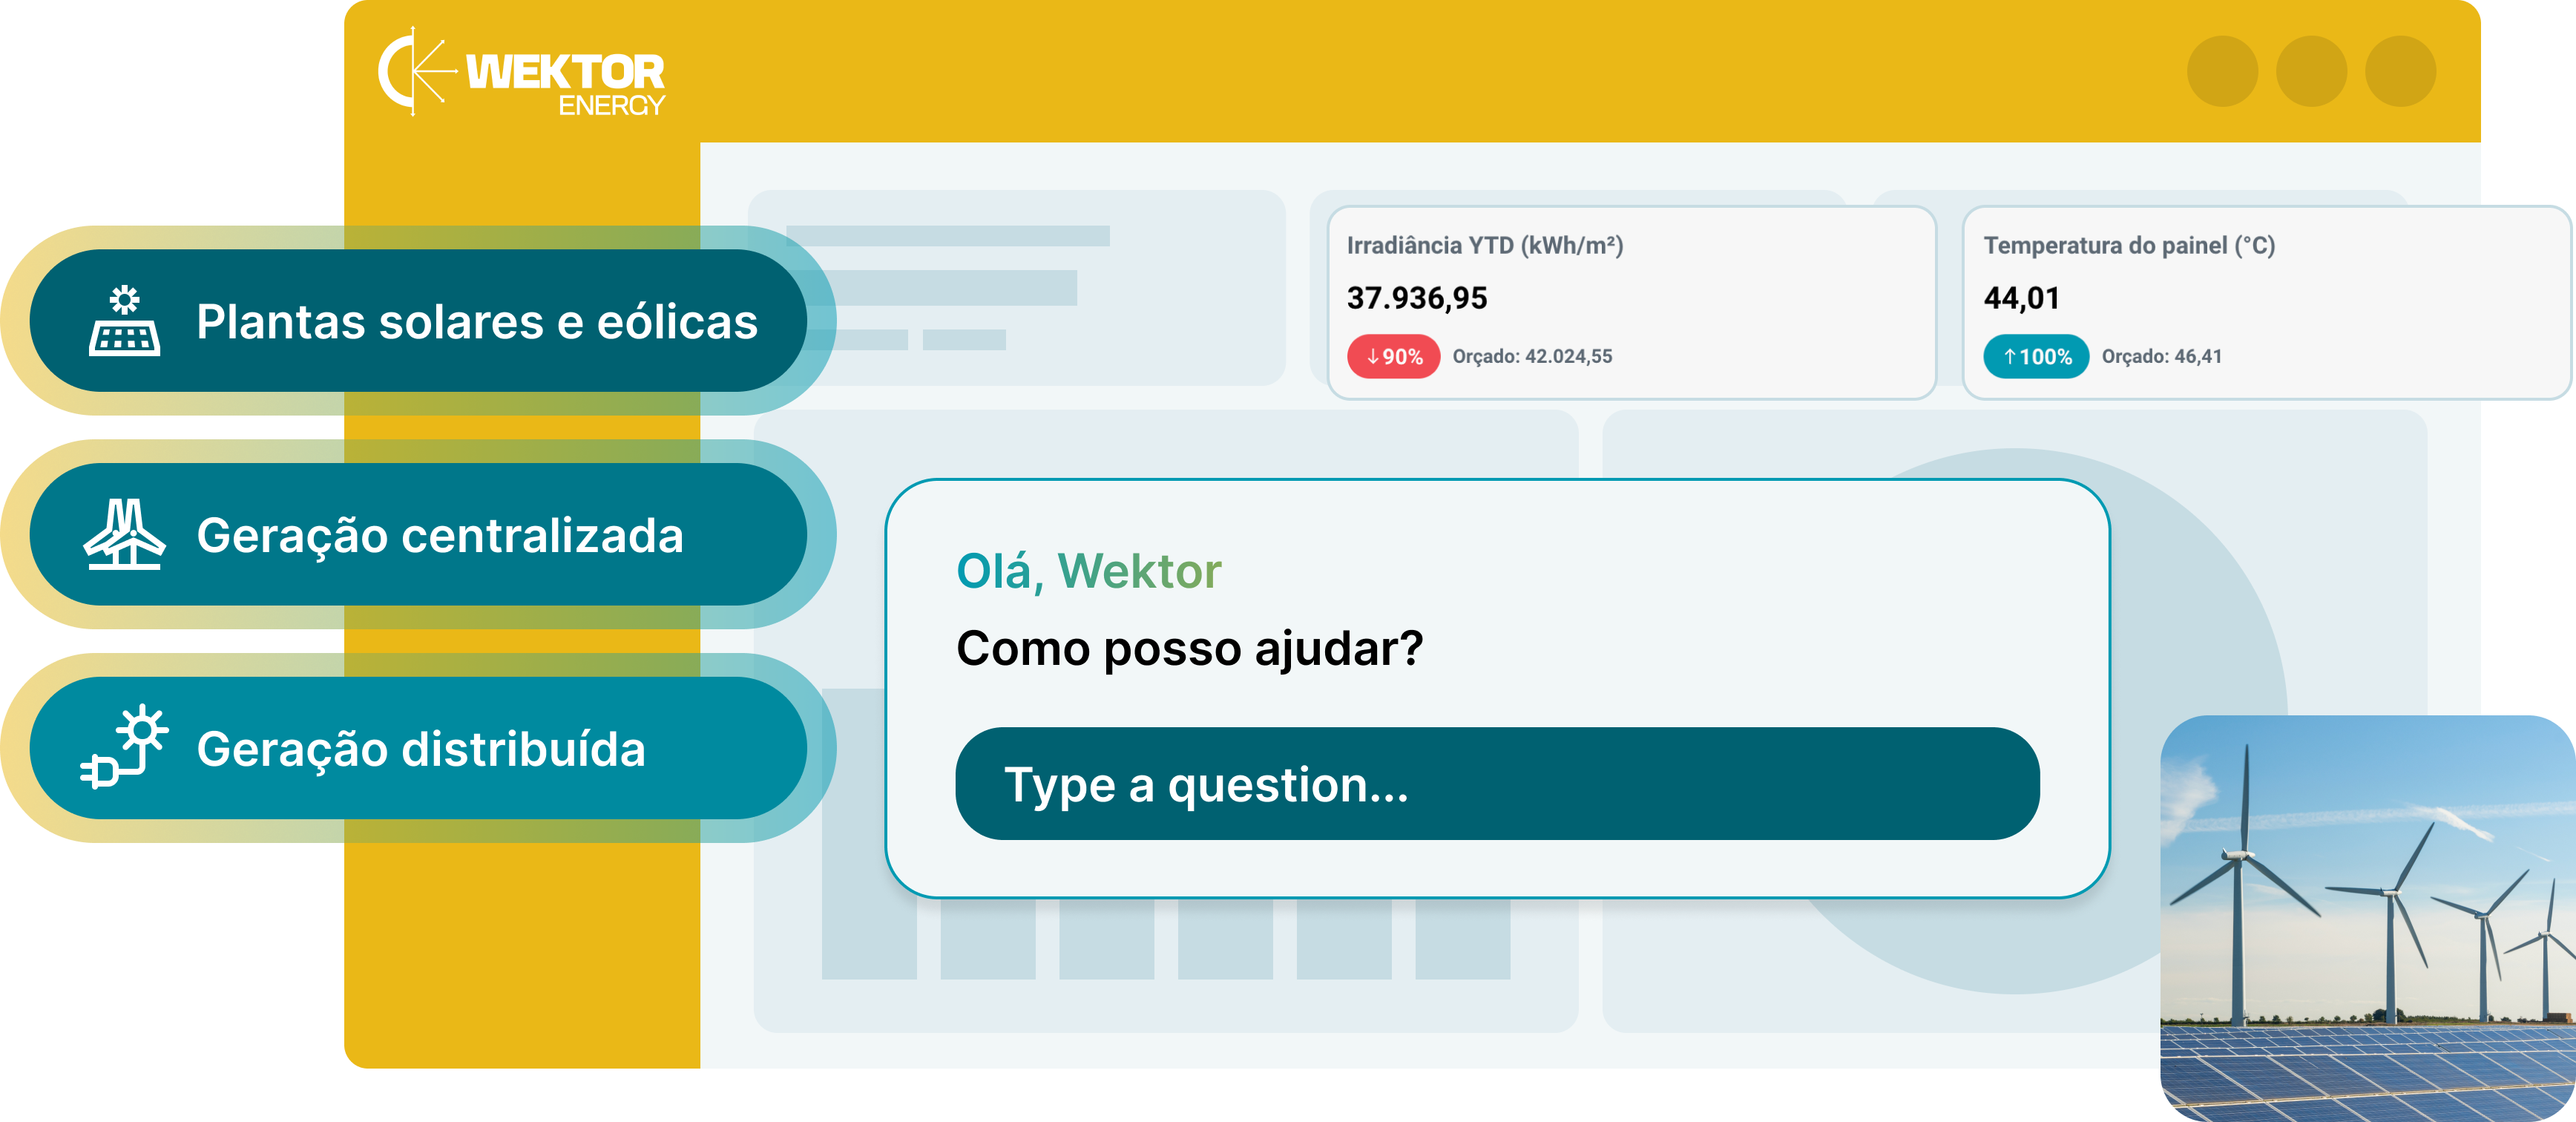 WEKTOR
ENERGY
Plantas solares e eólicas
Geração centralizada
Geração distribuída
Irradiância YTD (kWh/m²)
37.936,95
↓90% Orçado: 42.024,55
Temperatura do painel (°C)
44,01
↑100% Orçado: 46,41
Olá, Wektor
Como posso ajudar?
Type a question...